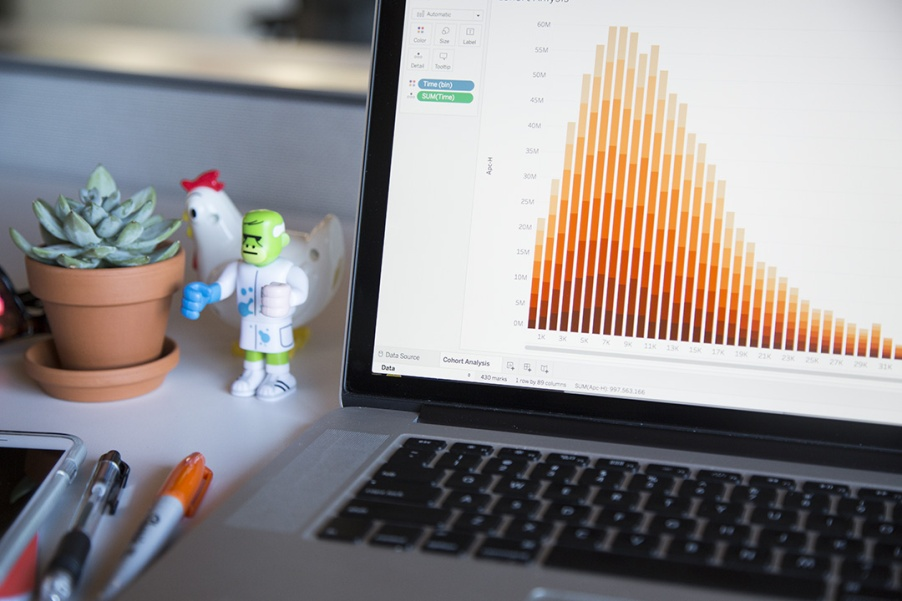 Cohort Analysis
Automatic
Color
Size
Label
Detail
Tooltip
Time (bin)
SUM(Time)
60M
55M
50M
45M
40M
35M
30M
25M
20M
15M
10M
5M
0M
1K 3K 5K 7K 9K 11K 13K 15K 17K 19K 21K 23K 25K 27K 29K 31K
Data Source
Cohort Analysis
Data
430 marks
1 row by 89 columns